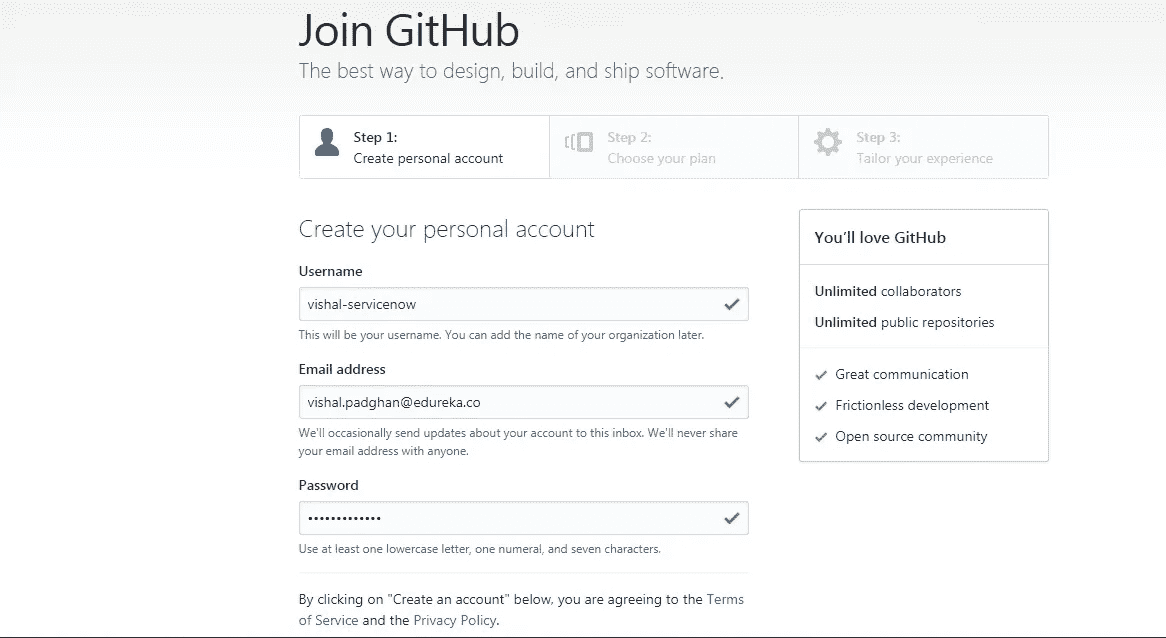 Join GitHub
The best way to design, build, and ship software.
Step 1:
Create personal account
Step 2:
Choose your plan
Step 3:
Tailor your experience
Create your personal account
Username
vishal-servicenow
This will be your username. You can add the name of your organization later.
Email address
vishal.padghan@edureka.co
We'll occasionally send updates about your account to this inbox. We'll never share
your email address with anyone.
Password
•••••••••••••
Use at least one lowercase letter, one numeral, and seven characters.
By clicking on "Create an account" below, you are agreeing to the Terms
of Service and the Privacy Policy.
You'll love GitHub
Unlimited collaborators
Unlimited public repositories
Great communication
Frictionless development
Open source community